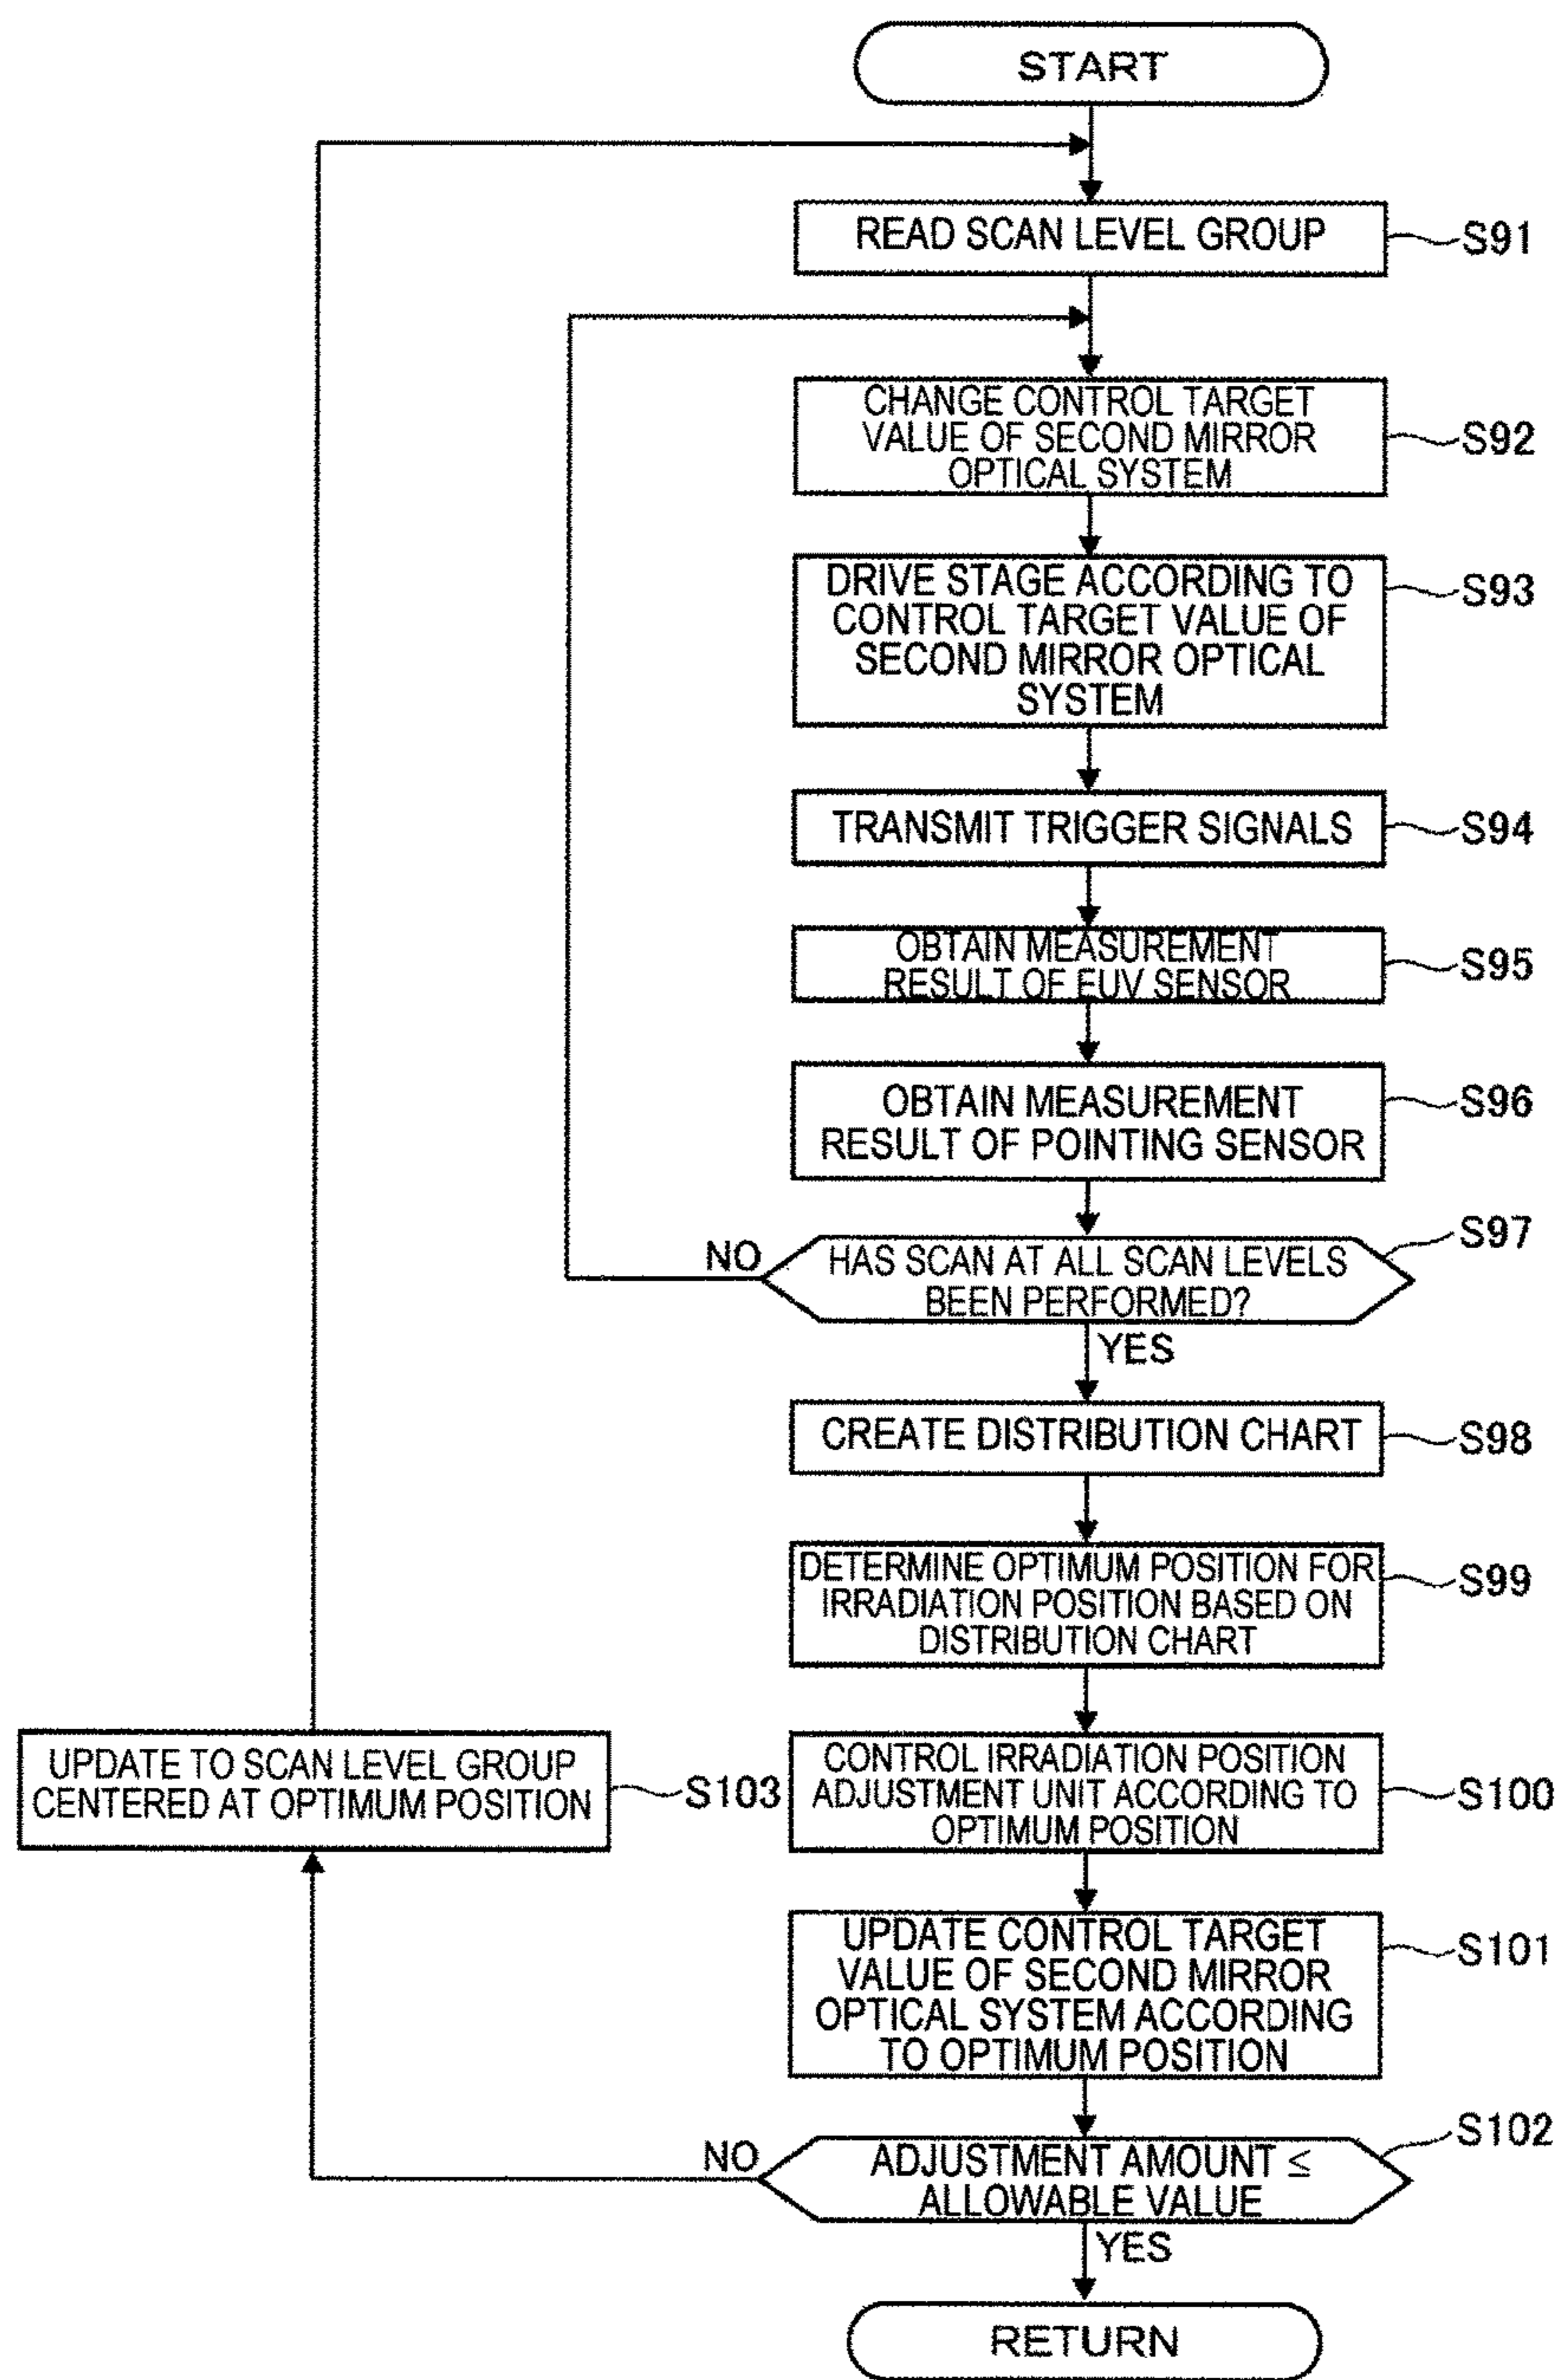 START
READ SCAN LEVEL GROUP
S91
CHANGE CONTROL TARGET
VALUE OF SECOND MIRROR
OPTICAL SYSTEM
S92
DRIVE STAGE ACCORDING TO
CONTROL TARGET VALUE OF
SECOND MIRROR OPTICAL
SYSTEM
S93
TRANSMIT TRIGGER SIGNALS
S94
OBTAIN MEASUREMENT
RESULT OF EUV SENSOR
S95
OBTAIN MEASUREMENT
RESULT OF POINTING SENSOR
S96
NO
HAS SCAN AT ALL SCAN LEVELS
BEEN PERFORMED?
S97
YES
CREATE DISTRIBUTION CHART
S98
DETERMINE OPTIMUM POSITION FOR
IRRADIATION POSITION BASED ON
DISTRIBUTION CHART
S99
UPDATE TO SCAN LEVEL GROUP
CENTERED AT OPTIMUM POSITION
S103
CONTROL IRRADIATION POSITION
ADJUSTMENT UNIT ACCORDING TO
OPTIMUM POSITION
S100
UPDATE CONTROL TARGET
VALUE OF SECOND MIRROR
OPTICAL SYSTEM ACCORDING
TO OPTIMUM POSITION
S101
NO
ADJUSTMENT AMOUNT ≤
ALLOWABLE VALUE
S102
YES
RETURN